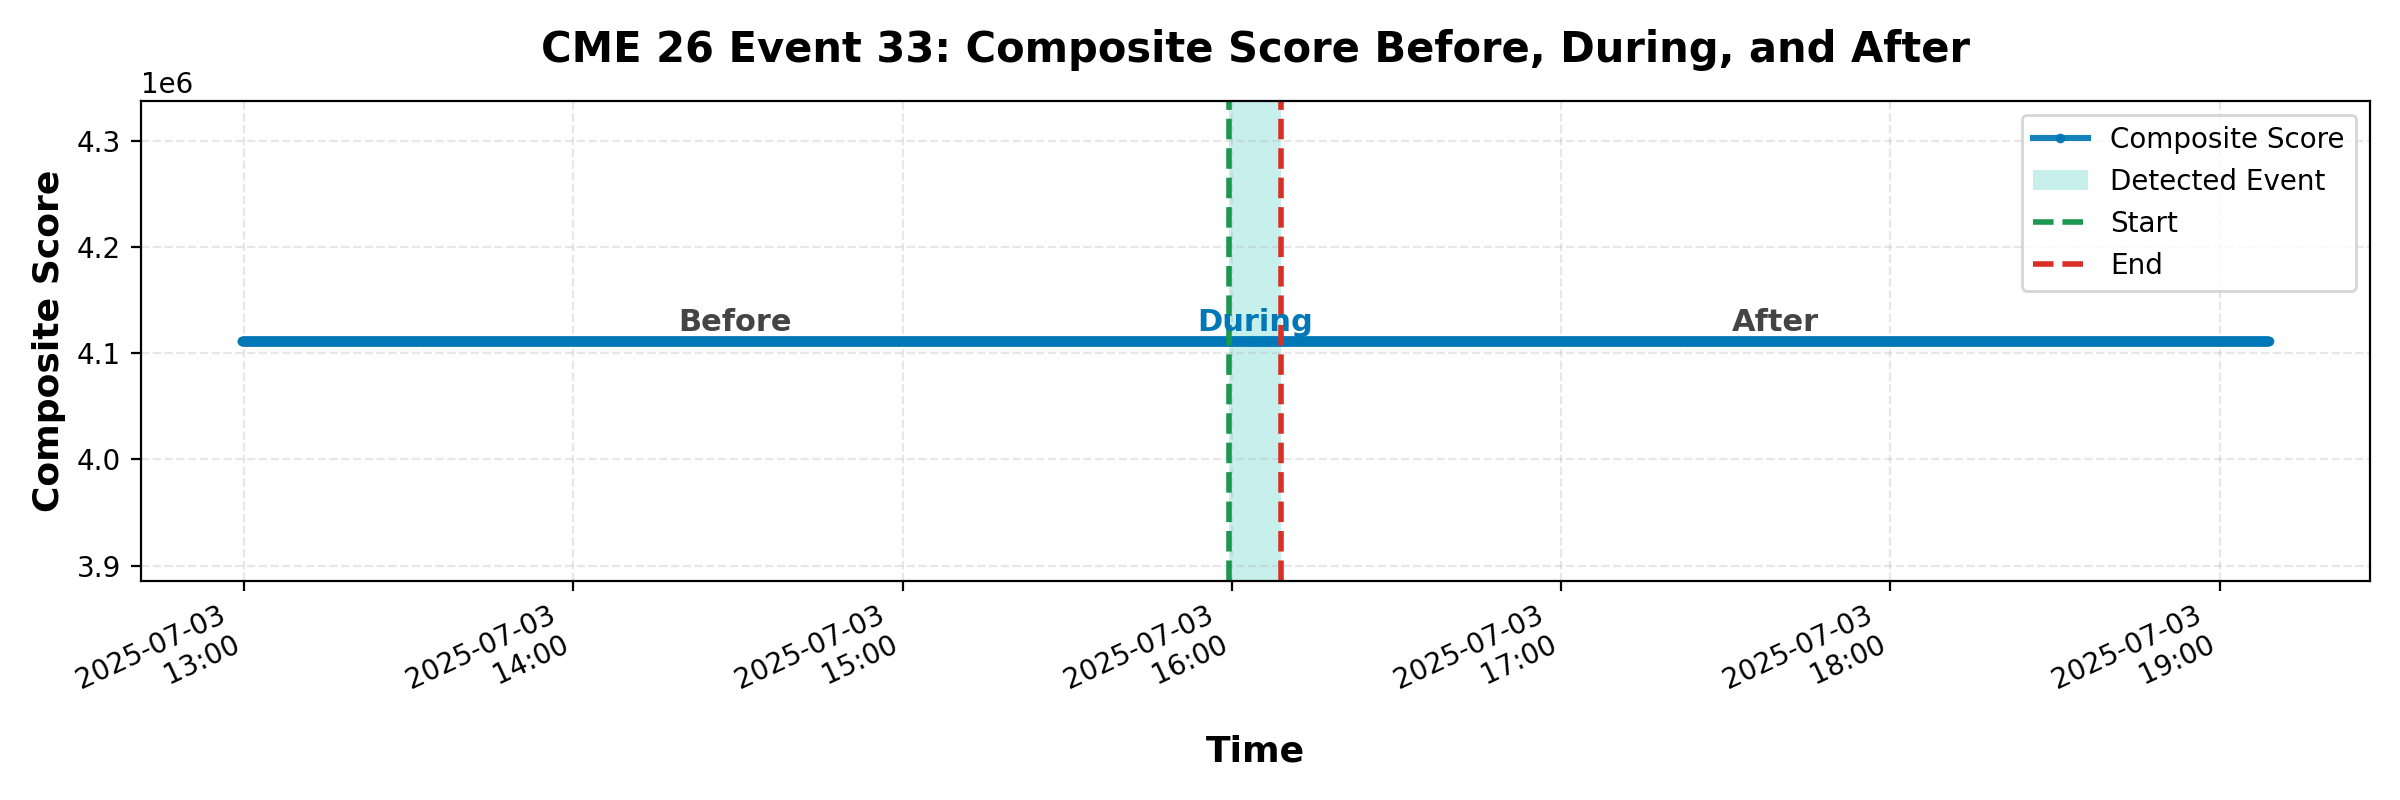 CME 26 Event 33: Composite Score Before, During, and After
1e6
4.3
4.2
4.1
4.0
3.9
Composite Score
Before
During
After
Composite Score
Detected Event
Start
End
2025-07-03
13:00
2025-07-03
14:00
2025-07-03
15:00
2025-07-03
16:00
2025-07-03
17:00
2025-07-03
18:00
2025-07-03
19:00
Time